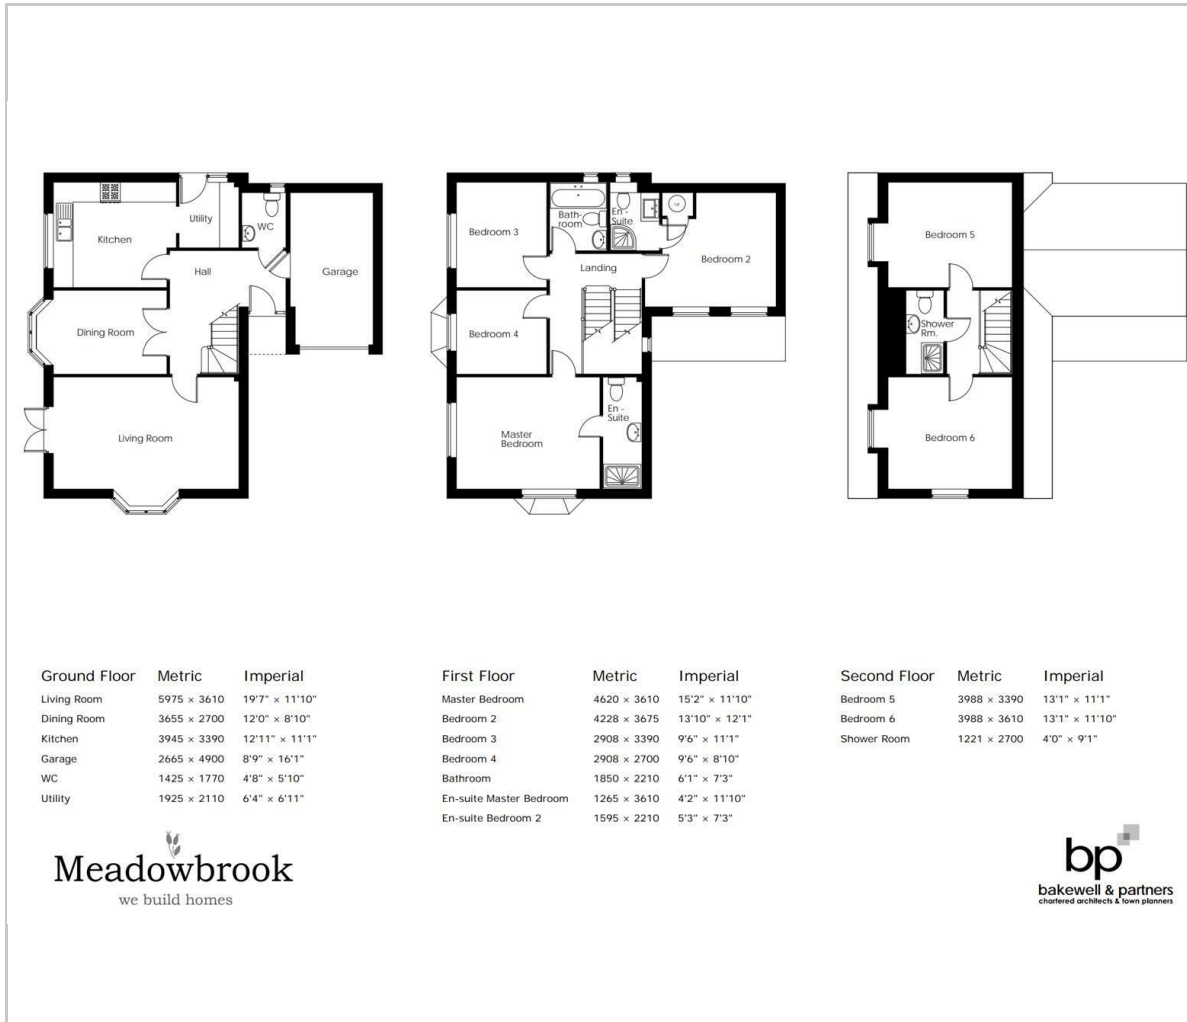 Kitchen
Utility
WC
Hall
Garage
Dining Room
Living Room
Bedroom 3
Bath-
room
En -
Suite
Bedroom 2
Landing
Bedroom 4
Master
Bedroom
En -
Suite
Bedroom 5
Shower
Rm.
Bedroom 6
Ground Floor Metric Imperial
Living Room 5975 × 3610 19'7" × 11'10"
Dining Room 3655 × 2700 12'0" × 8'10"
Kitchen 3945 × 3390 12'11" × 11'1"
Garage 2665 × 4900 8'9" × 16'1"
WC 1425 × 1770 4'8" × 5'10"
Utility 1925 × 2110 6'4" × 6'11"
First Floor Metric Imperial
Master Bedroom 4620 × 3610 15'2" × 11'10"
Bedroom 2 4228 × 3675 13'10" × 12'1"
Bedroom 3 2908 × 3390 9'6" × 11'1"
Bedroom 4 2908 × 2700 9'6" × 8'10"
Bathroom 1850 × 2210 6'1" × 7'3"
En-suite Master Bedroom 1265 × 3610 4'2" × 11'10"
En-suite Bedroom 2 1595 × 2210 5'3" × 7'3"
Second Floor Metric Imperial
Bedroom 5 3988 × 3390 13'1" × 11'1"
Bedroom 6 3988 × 3610 13'1" × 11'10"
Shower Room 1221 × 2700 4'0" × 9'1"
Meadowbrook
we build homes
bp
bakewell & partners
chartered architects & town planners